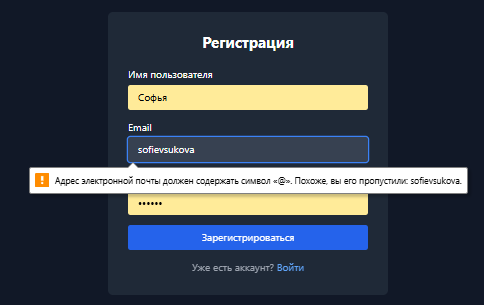 Регистрация
Имя пользователя
Софья
Email
sofievsukova
! Адрес электронной почты должен содержать символ «@». Похоже, вы его пропустили: sofievsukova.
••••••
Зарегистрироваться
Уже есть аккаунт? Войти